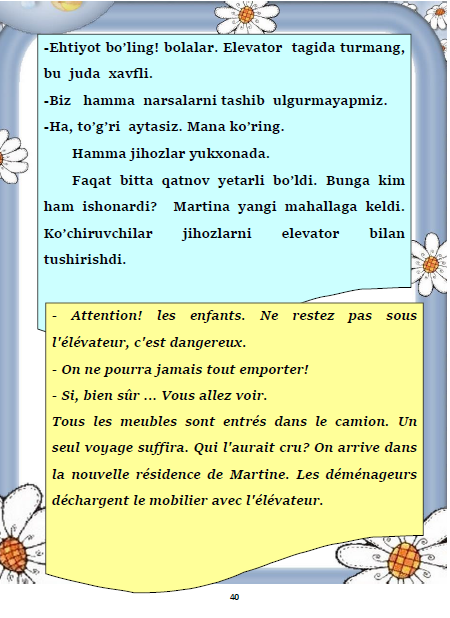 -Ehtiyot bo’ling! bolalar. Elevator tagida turmang,
bu juda xavfli.
-Biz hamma narsalarni tashib ulgurmayapmiz.
-Ha, to’g’ri aytasiz. Mana ko’ring.
Hamma jihozlar yukxonada.
Faqat bitta qatnov yetarli bo’ldi. Bunga kim
ham ishonardi? Martina yangi mahallaga keldi.
Ko’chiruvchilar jihozlarni elevator bilan
tushirishdi.
- Attention! les enfants. Ne restez pas sous
l'élévateur, c'est dangereux.
- On ne pourra jamais tout emporter!
- Si, bien sûr ... Vous allez voir.
Tous les meubles sont entrés dans le camion. Un
seul voyage suffira. Qui l'aurait cru? On arrive dans
la nouvelle résidence de Martine. Les déménageurs
déchargent le mobilier avec l'élévateur.
40